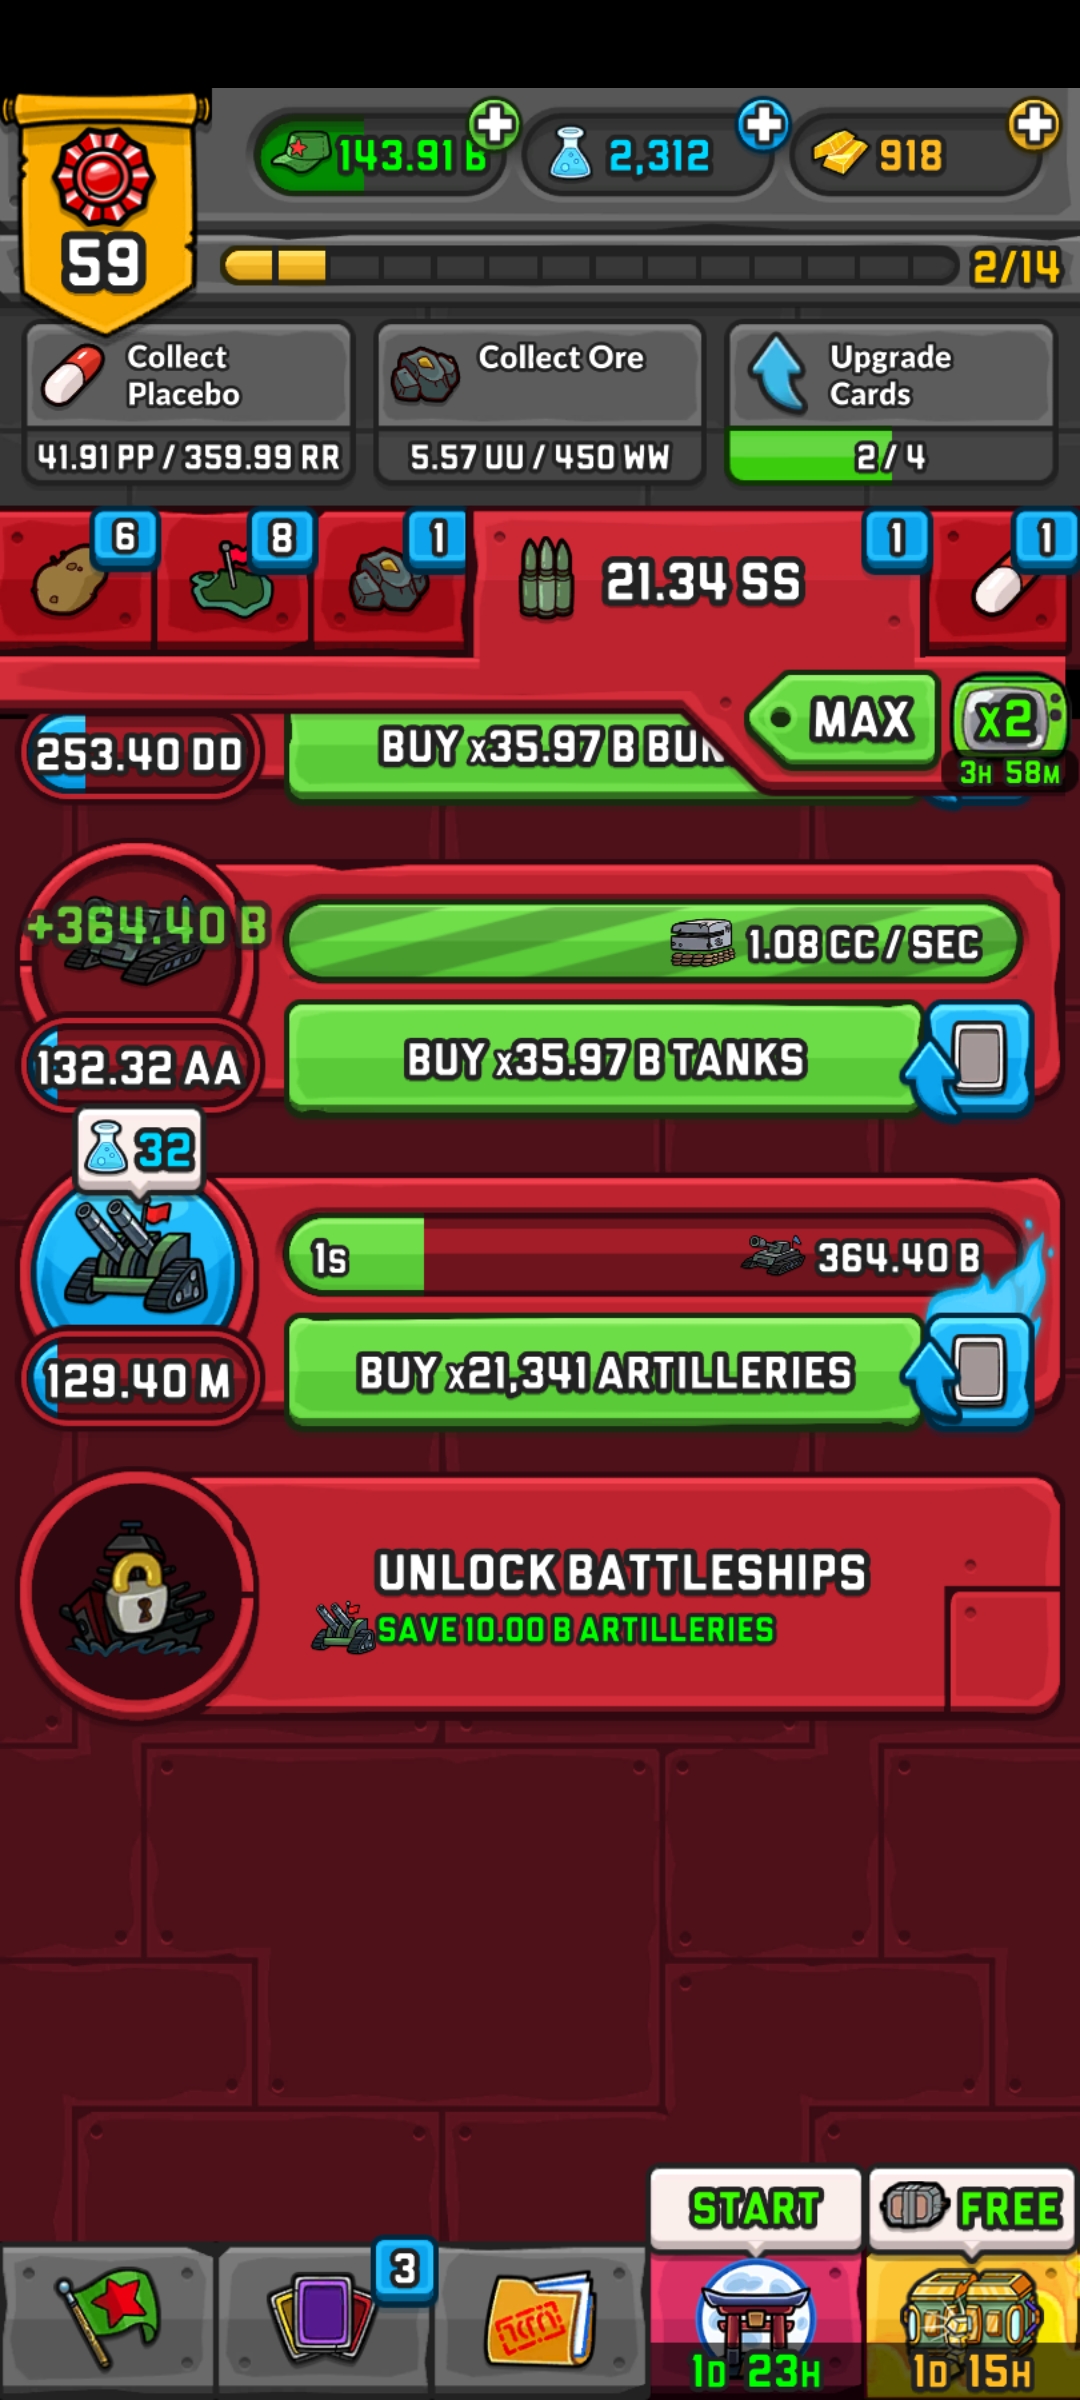 143.91 B
2,312
918
59
2/14
Collect
Placebo
41.91 PP / 359.99 RR
Collect Ore
5.57 UU / 450 WW
Upgrade
Cards
2 / 4
6
8
1
21.34 SS
1
1
MAX
x2
3H 58M
253.40 DD
BUY x35.97 B BUN
+364.40 B
1.08 CC / SEC
132.32 AA
BUY x35.97 B TANKS
32
1s
364.40 B
129.40 M
BUY x21,341 ARTILLERIES
UNLOCK BATTLESHIPS
SAVE 10.00 B ARTILLERIES
START
FREE
3
1D 23H
1D 15H